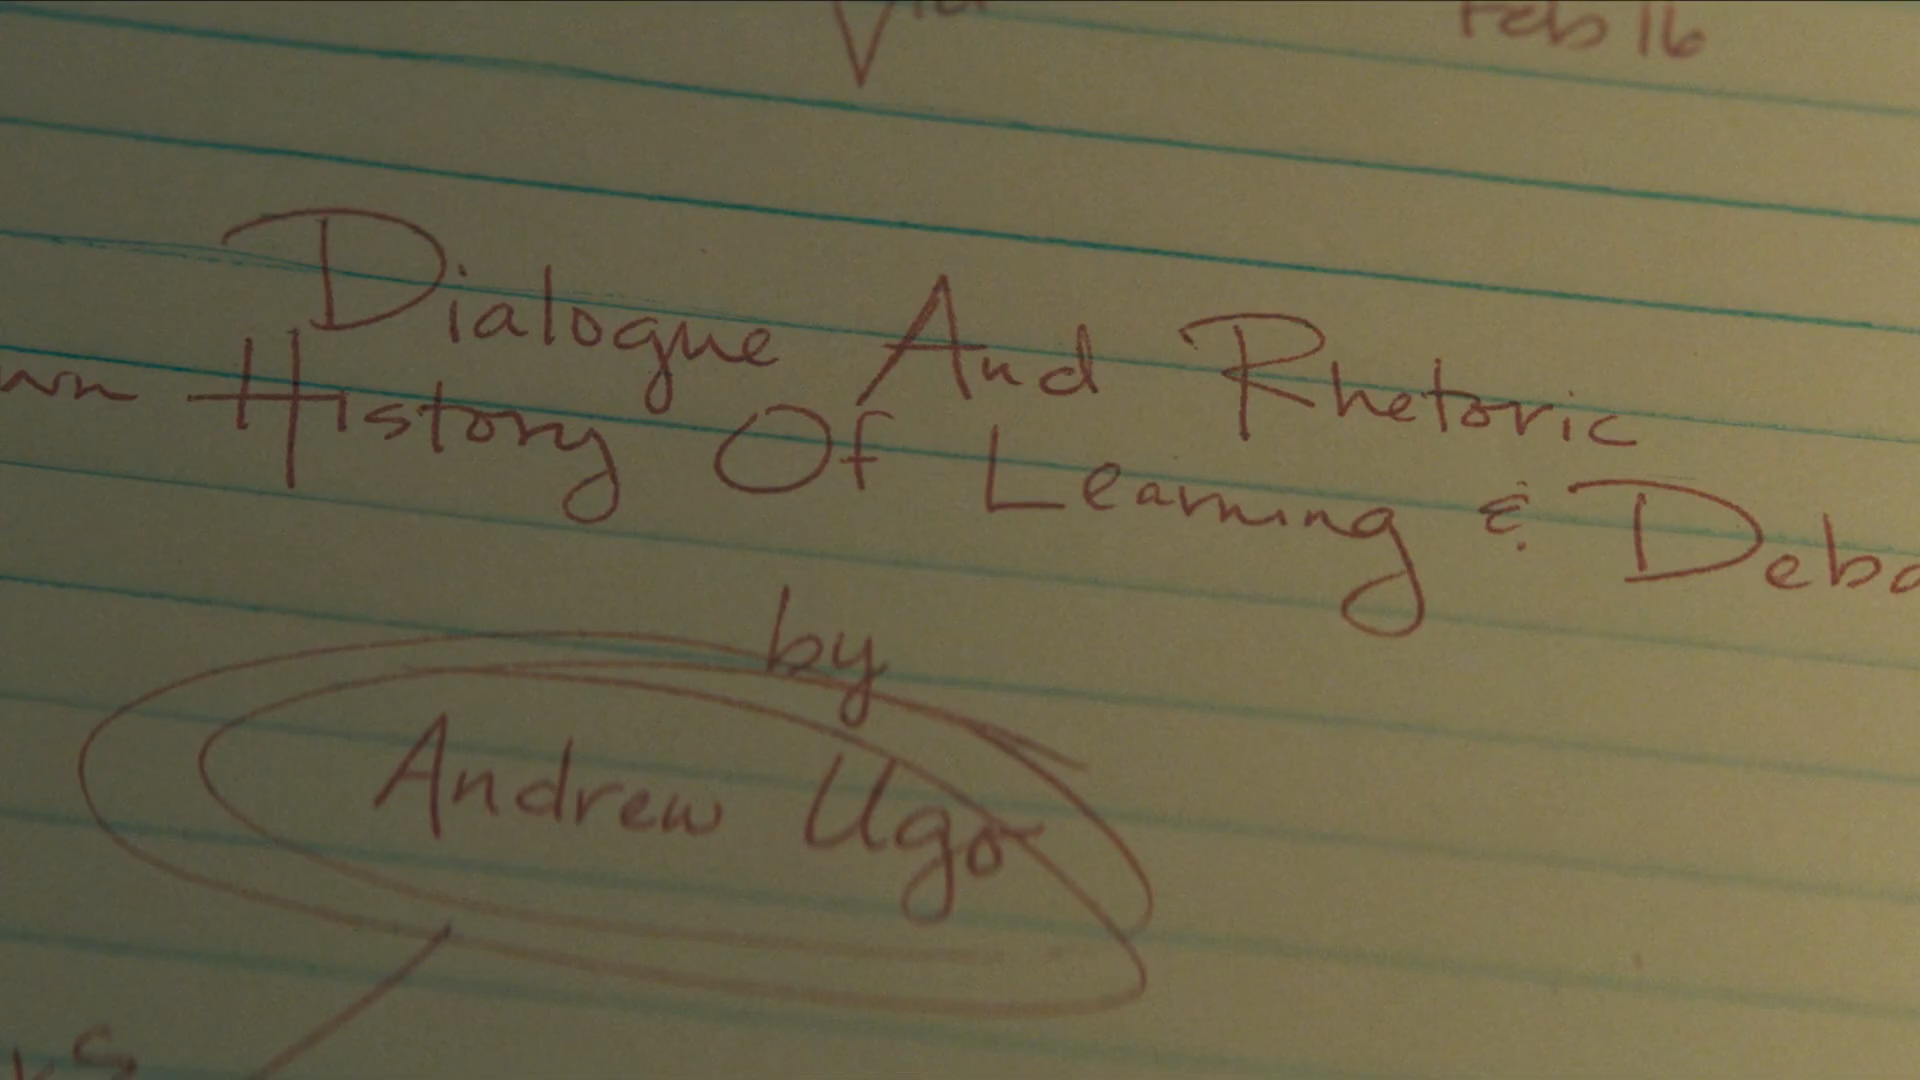 Feb 16
Dialogue And Rhetoric
History Of Learning & Deba
by
Andrew Ugo